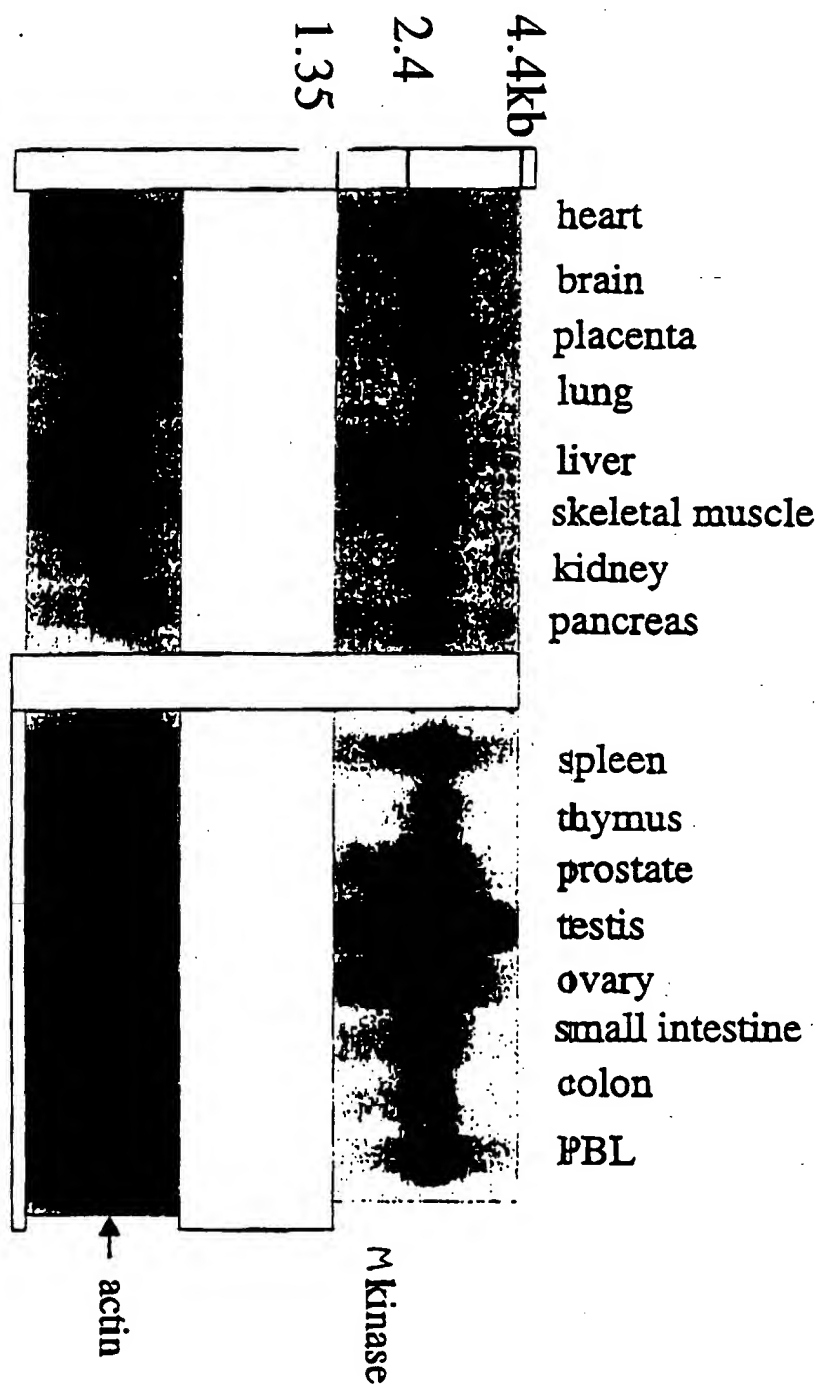 4.4kb
2.4
1.35
heart
brain
placenta
lung
liver
skeletal muscle
kidney
pancreas
spleen
thymus
prostate
testis
ovary
small intestine
colon
PBL
M kinase
actin